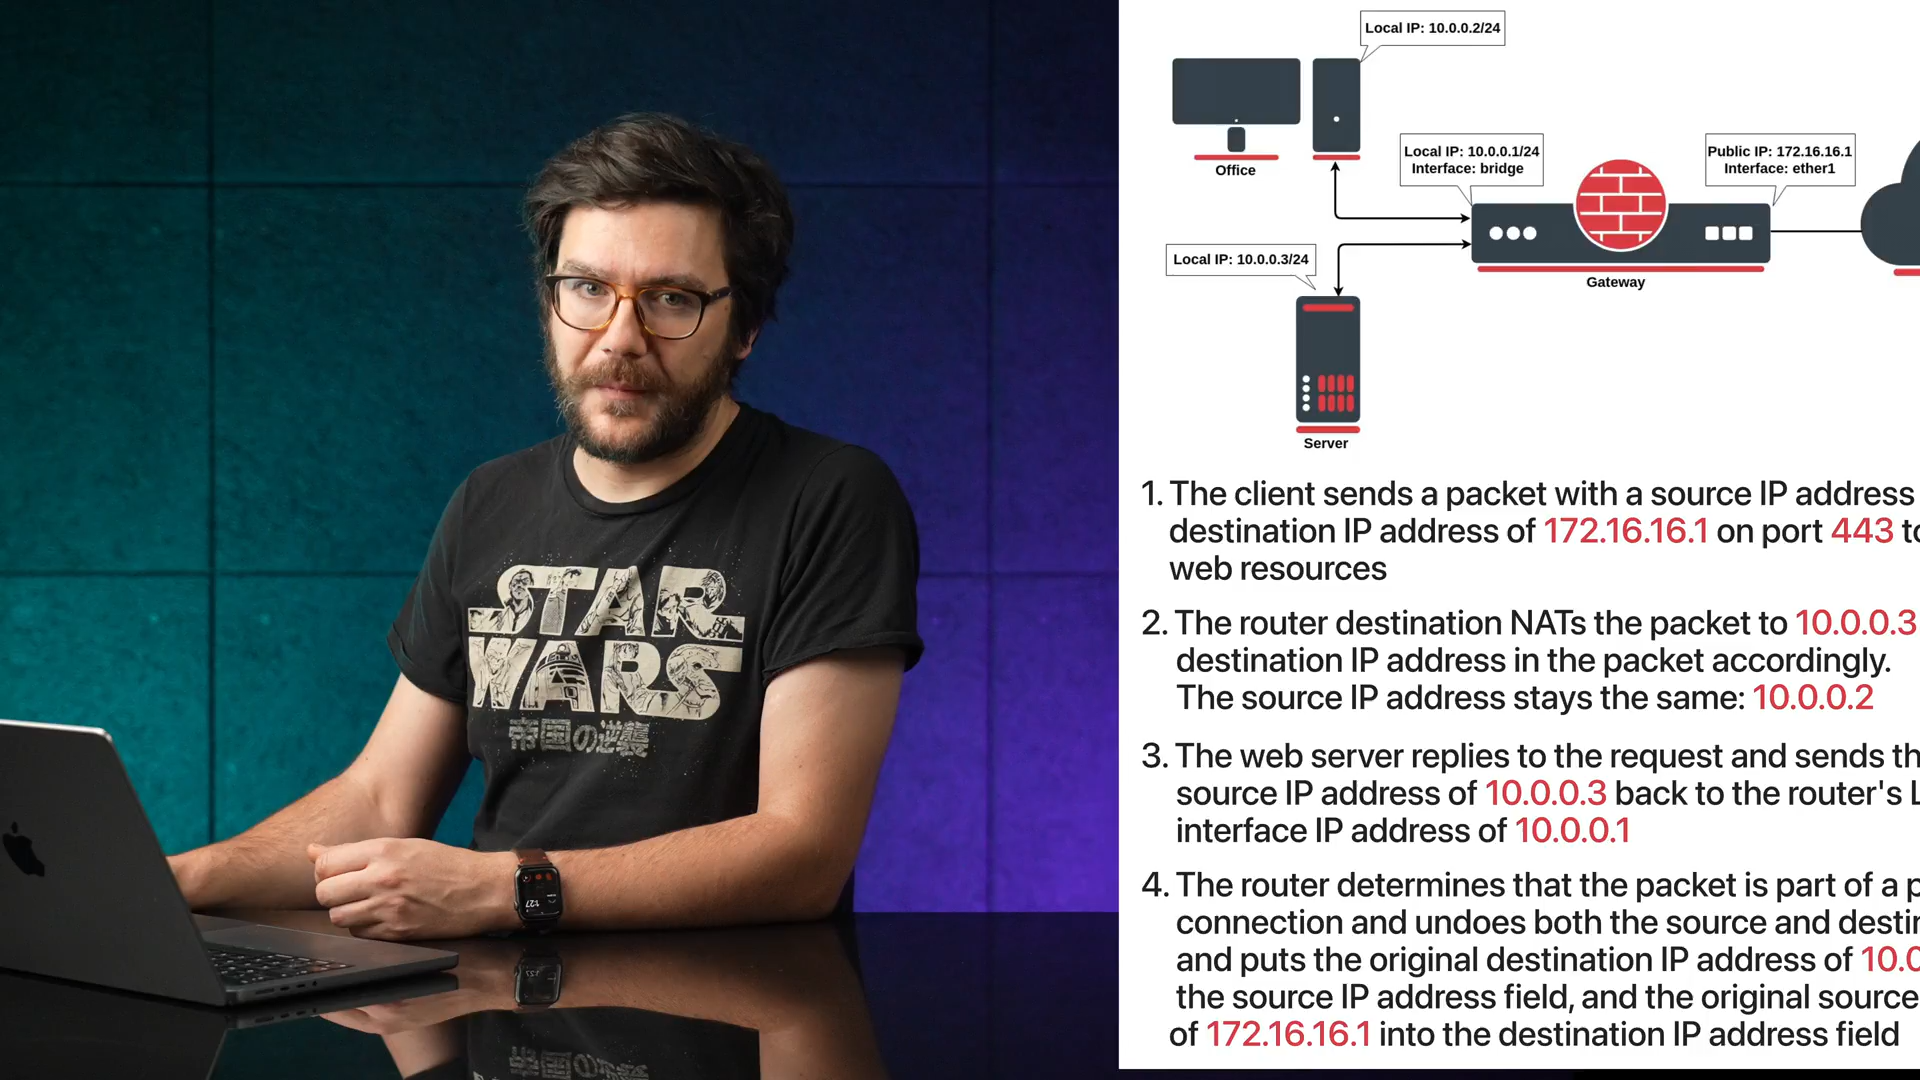 Local IP: 10.0.0.2/24
Office
Local IP: 10.0.0.1/24
Interface: bridge
Public IP: 172.16.16.1
Interface: ether1
Local IP: 10.0.0.3/24
Gateway
Server
1. The client sends a packet with a source IP address
destination IP address of 172.16.16.1 on port 443
web resources
2. The router destination NATs the packet to 10.0.0.3
destination IP address in the packet accordingly.
The source IP address stays the same: 10.0.0.2
3. The web server replies to the request and sends
source IP address of 10.0.0.3 back to the router's
interface IP address of 10.0.0.1
4. The router determines that the packet is part of a
connection and undoes both the source and
and puts the original destination IP address of
the source IP address field, and the original source
of 172.16.16.1 into the destination IP address field
STAR
WARS
帝国の逆襲
1:27